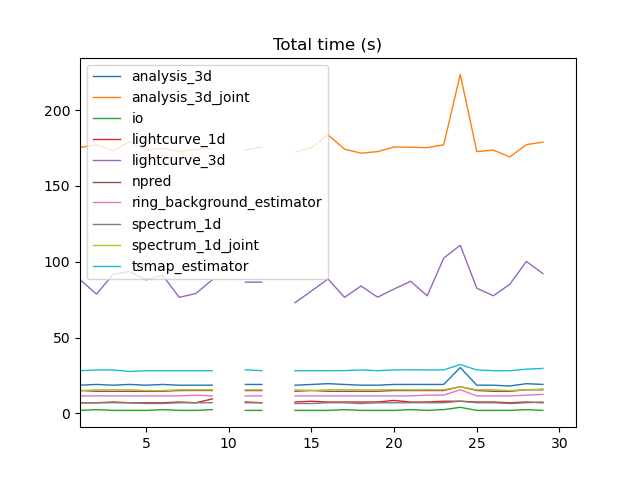 Total time (s)
analysis_3d
analysis_3d_joint
io
lightcurve_1d
lightcurve_3d
npred
ring_background_estimator
spectrum_1d
spectrum_1d_joint
tsmap_estimator
200
150
100
50
0
5 10 15 20 25 30